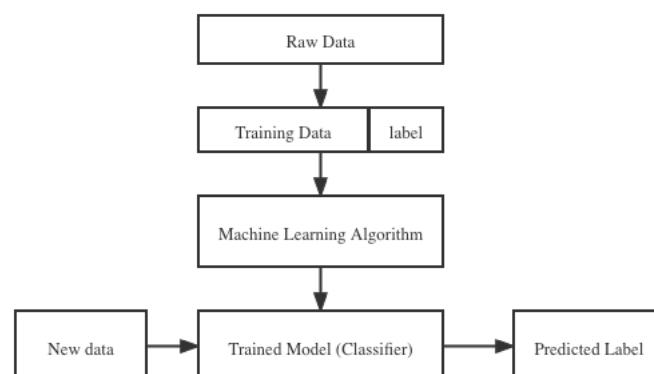 Raw Data
Training Data
label
Machine Learning Algorithm
New data
Trained Model (Classifier)
Predicted Label